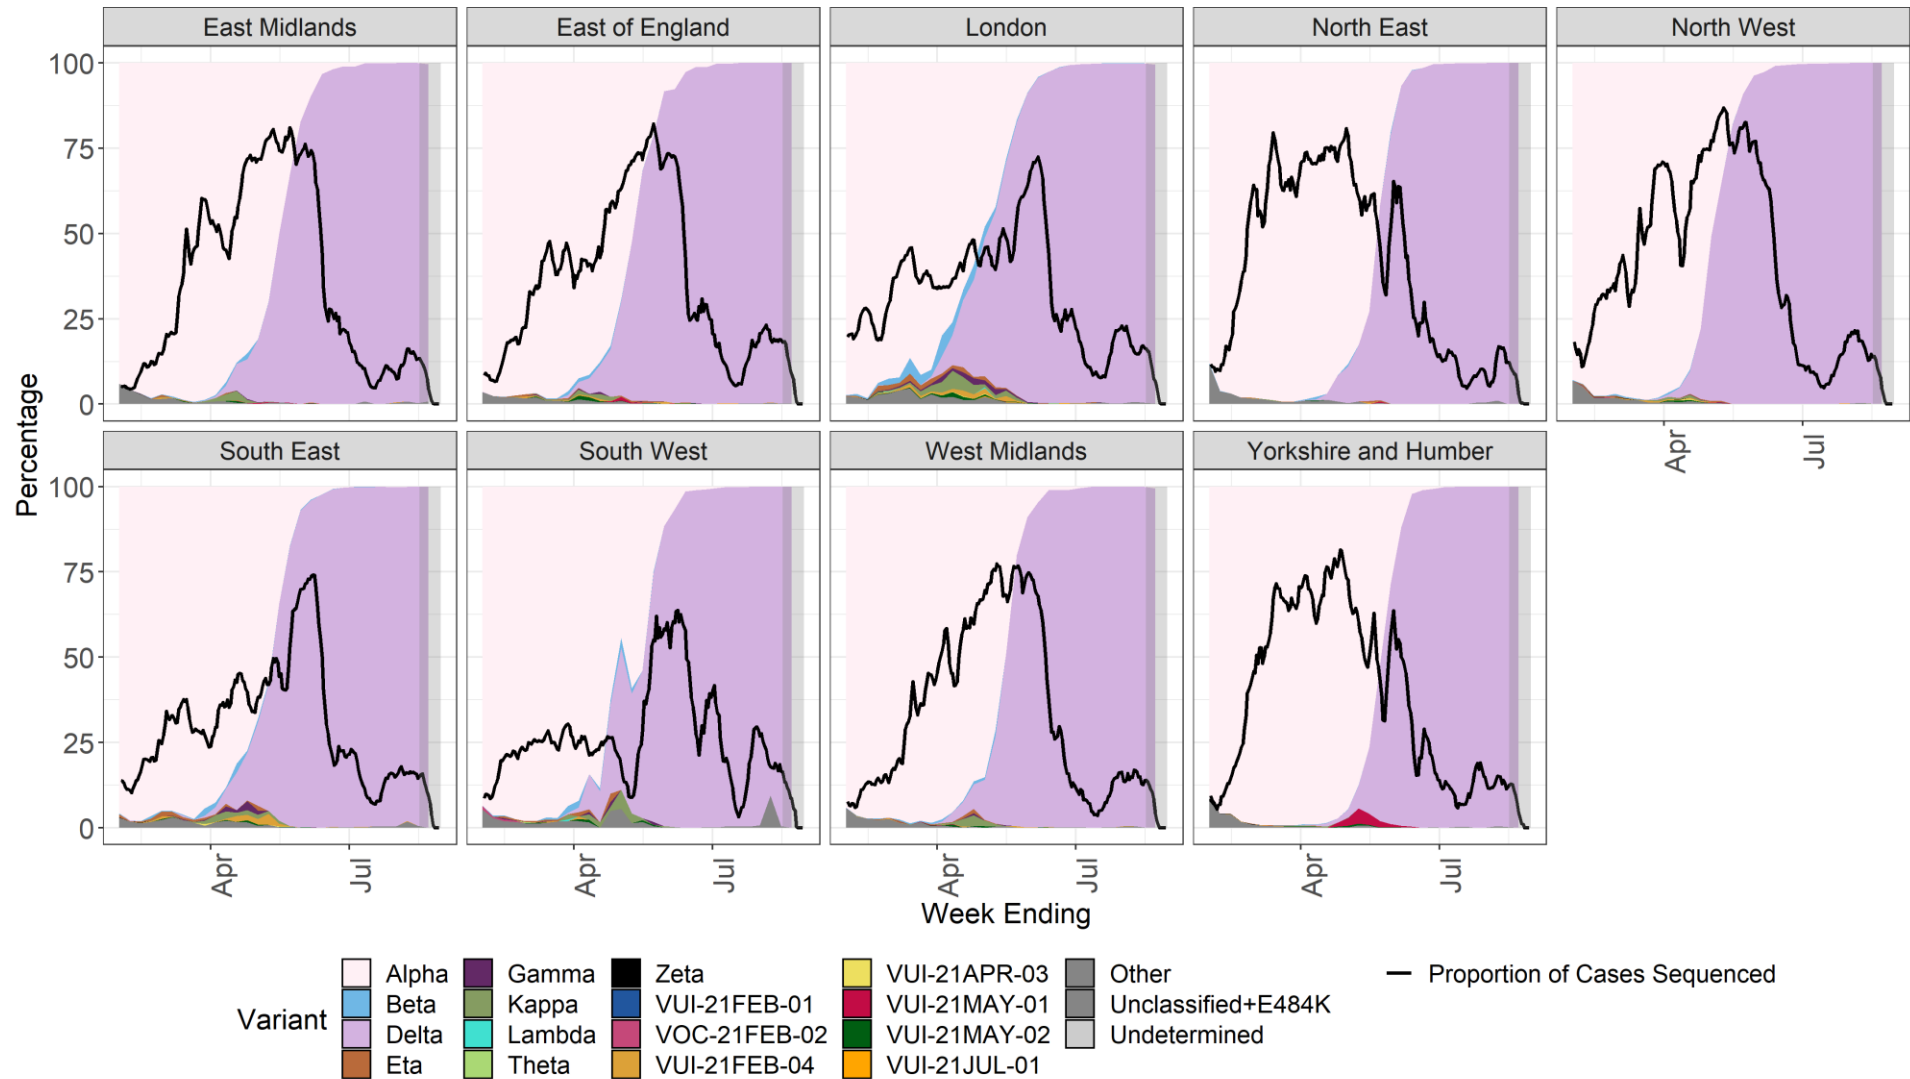 East Midlands East of England London North East North West
100
75
50
25
0
Apr Jul
South East South West West Midlands Yorkshire and Humber
100
75
50
25
0
Apr Jul Apr Jul Apr Jul Apr Jul
Percentage
Week Ending
Variant
Alpha Gamma Zeta VUI-21APR-03 Other
Beta Kappa VUI-21FEB-01 VUI-21MAY-01 Unclassified+E484K
Delta Lambda VOC-21FEB-02 VUI-21MAY-02 Undetermined
Eta Theta VUI-21FEB-04 VUI-21JUL-01
Proportion of Cases Sequenced